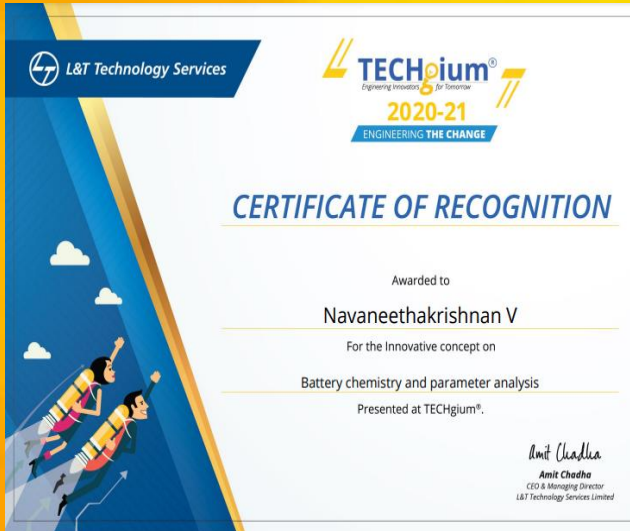 L&T Technology Services
TECHgium®
Engineering Innovators for Tomorrow
2020-21
ENGINEERING THE CHANGE
CERTIFICATE OF RECOGNITION
Awarded to
Navaneethakrishnan V
For the Innovative concept on
Battery chemistry and parameter analysis
Presented at TECHgium®.
Amit Chadha
Amit Chadha
CEO & Managing Director
L&T Technology Services Limited